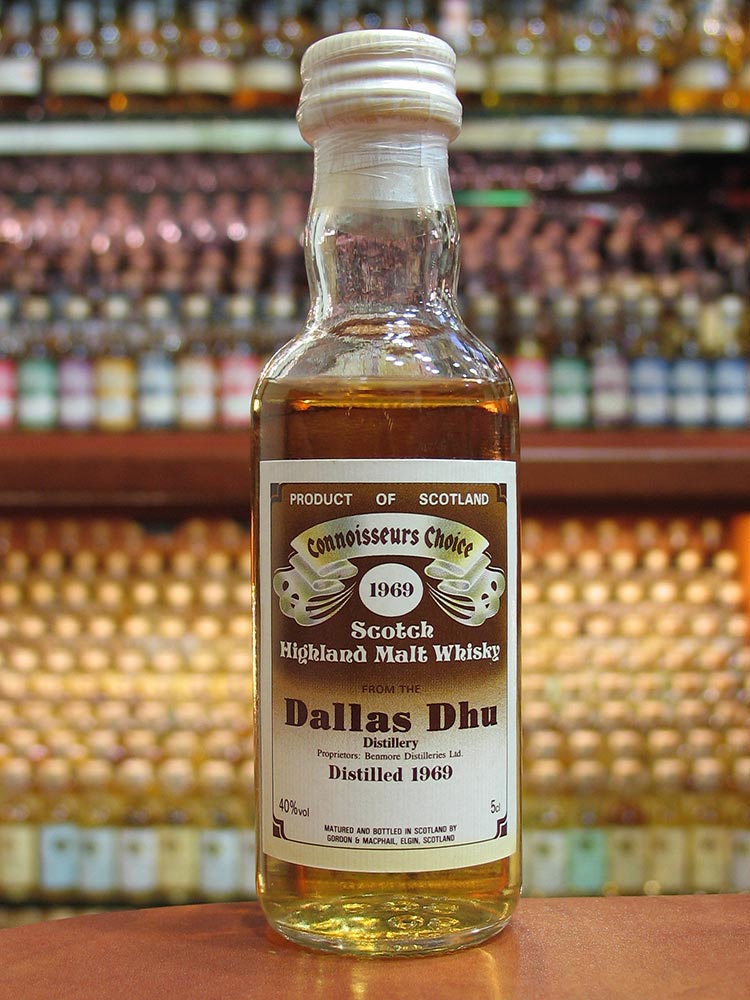 PRODUCT OF SCOTLAND
Connoisseurs Choice
1969
Scotch
Highland Malt Whisky
FROM THE
Dallas Dhu
Distillery
Proprietors: Benmore Distilleries Ltd.
Distilled 1969
40%vol 5cl
MATURED AND BOTTLED IN SCOTLAND BY
GORDON & MACPHAIL, ELGIN, SCOTLAND